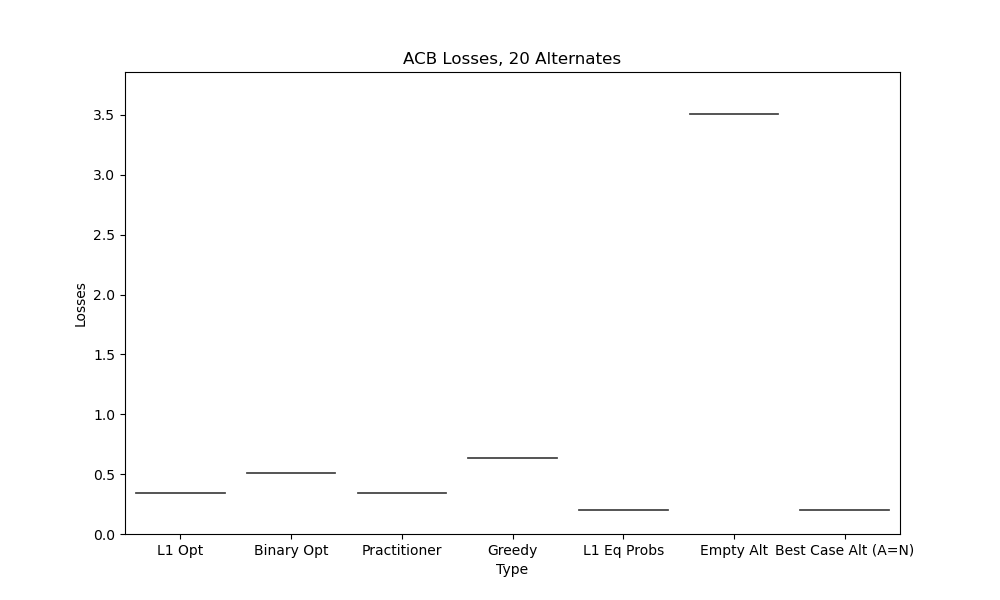 ACB Losses, 20 Alternates
3.5
3.0
2.5
2.0
1.5
1.0
0.5
0.0
Losses
L1 Opt Binary Opt Practitioner Greedy L1 Eq Probs Empty Alt Best Case Alt (A=N)
Type